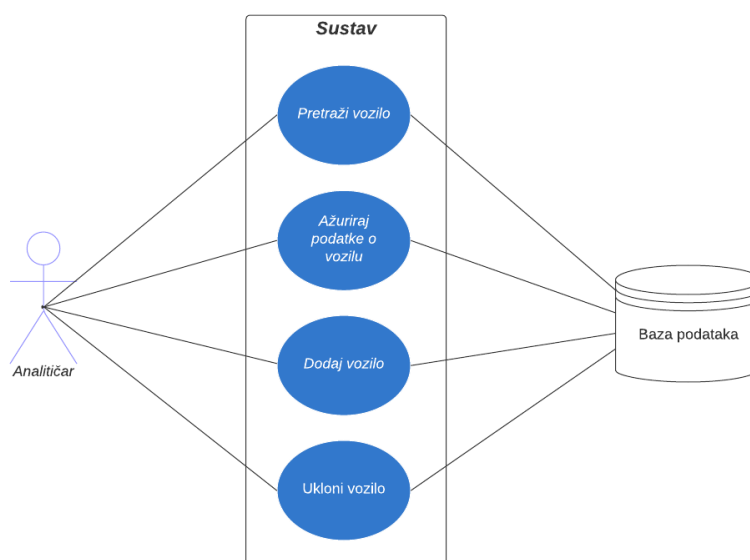 Sustav
Pretraži vozilo
Ažuriraj
podatke o
vozilu
Dodaj vozilo
Ukloni vozilo
Analitičar
Baza podataka